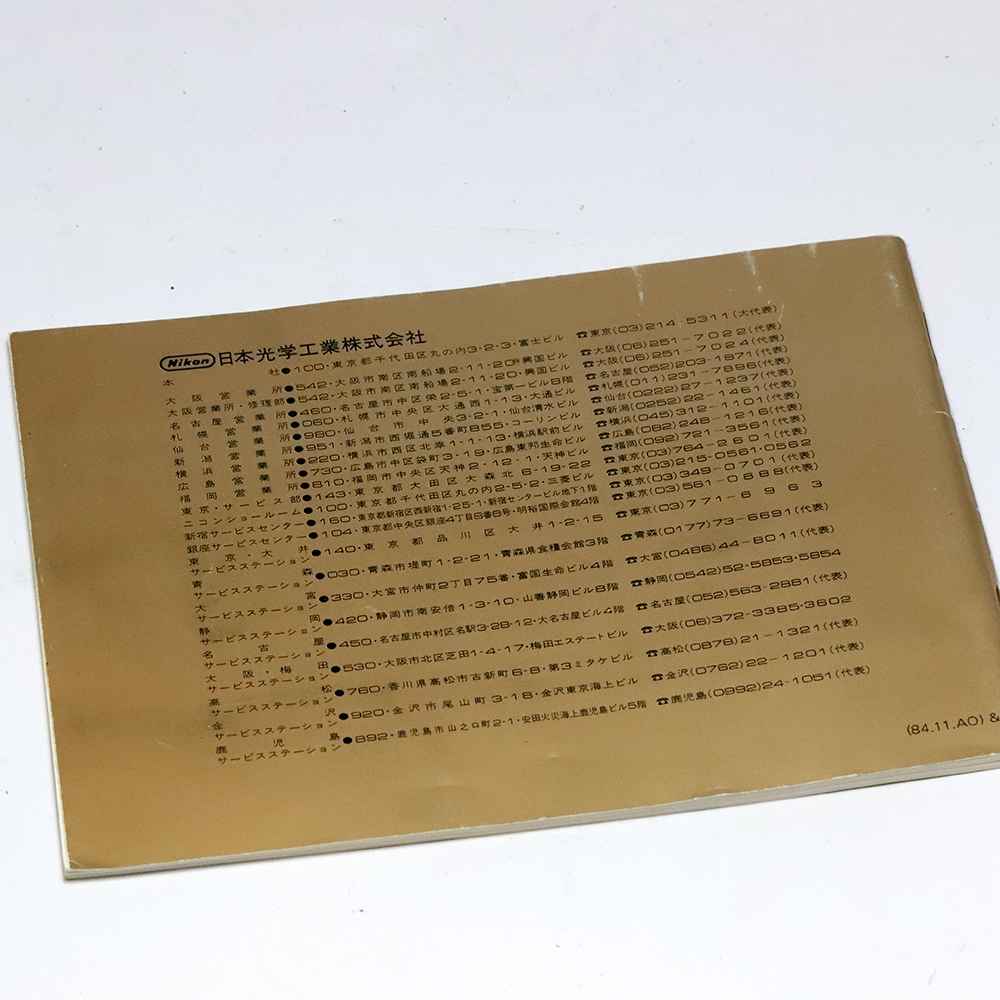 Nikon 日本光学工業株式会社
本社●100・東京都千代田区丸の内3-2-3・富士ビル ☎東京(03)214-5311(大代表)
大阪営業所●542・大阪市南区南船場2-11-20・興国ビル ☎大阪(06)251-7022(代表)
大阪営業所・修理部●542・大阪市南区南船場2-11-20・興国ビル ☎大阪(06)251-7024(代表)
名古屋営業所●460・名古屋市中区栄2-5-1・宝第一ビル8階 ☎名古屋(052)203-1871(代表)
札幌営業所●060・札幌市中央区大通西1-13・大通ビル ☎札幌(011)231-7896(代表)
仙台営業所●980・仙台市中央3-2-1・仙台清水ビル ☎仙台(0222)27-1237(代表)
新潟営業所●951・新潟市西堀通5番町855・コーリンビル ☎新潟(0252)22-1461(代表)
横浜営業所●220・横浜市西区北幸1-1-13・横浜駅前ビル ☎横浜(045)312-1101(代表)
広島営業所●730・広島市中区袋町3-19・広島東邦生命ビル ☎広島(082)248-1216(代表)
福岡営業所●810・福岡市中央区天神2-12-1・天神ビル ☎福岡(092)721-3561(代表)
東京・サービス部●143・東京都大田区大森北6-19-22 ☎東京(03)764-2601(代表)
ニコンショールーム●100・東京都千代田区丸の内2-5-2・三菱ビル ☎東京(03)215-0561・0562
新宿サービスセンター●160・東京都新宿区西新宿1-25-1・新宿センタービル地下1階 ☎東京(03)349-0701(代表)
銀座サービスセンター●104・東京都中央区銀座4丁目8番8号・明裕国際会館4階 ☎東京(03)561-0688(代表)
東京・大井
サービスステーション●140・東京都品川区大井1-2-15 ☎東京(03)771-6963
青森
サービスステーション●030・青森市堤町1-2-21・青森県食糧会館3階 ☎青森(0177)73-6691(代表)
大宮
サービスステーション●330・大宮市仲町2丁目75番・富国生命ビル4階 ☎大宮(0486)44-8011(代表)
静岡
サービスステーション●420・静岡市南安倍1-3-10・山善静岡ビル8階 ☎静岡(0542)52-5853・5854
名古屋
サービスステーション●450・名古屋市中村区名駅3-28-12・大名古屋ビル4階 ☎名古屋(052)563-2881(代表)
大阪梅田
サービスステーション●530・大阪市北区芝田1-4-17・梅田エステートビル ☎大阪(06)372-3385・3602
高松
サービスステーション●760・香川県高松市古新町6-8・第3ミタケビル ☎高松(0878)21-1321(代表)
金沢
サービスステーション●920・金沢市尾山町3-18・金沢東京海上ビル ☎金沢(0762)22-1201(代表)
鹿児島
サービスステーション●892・鹿児島市山之口町2-1・安田火災海上鹿児島ビル5階 ☎鹿児島(0992)24-1051(代表)
(84.11.AO) &